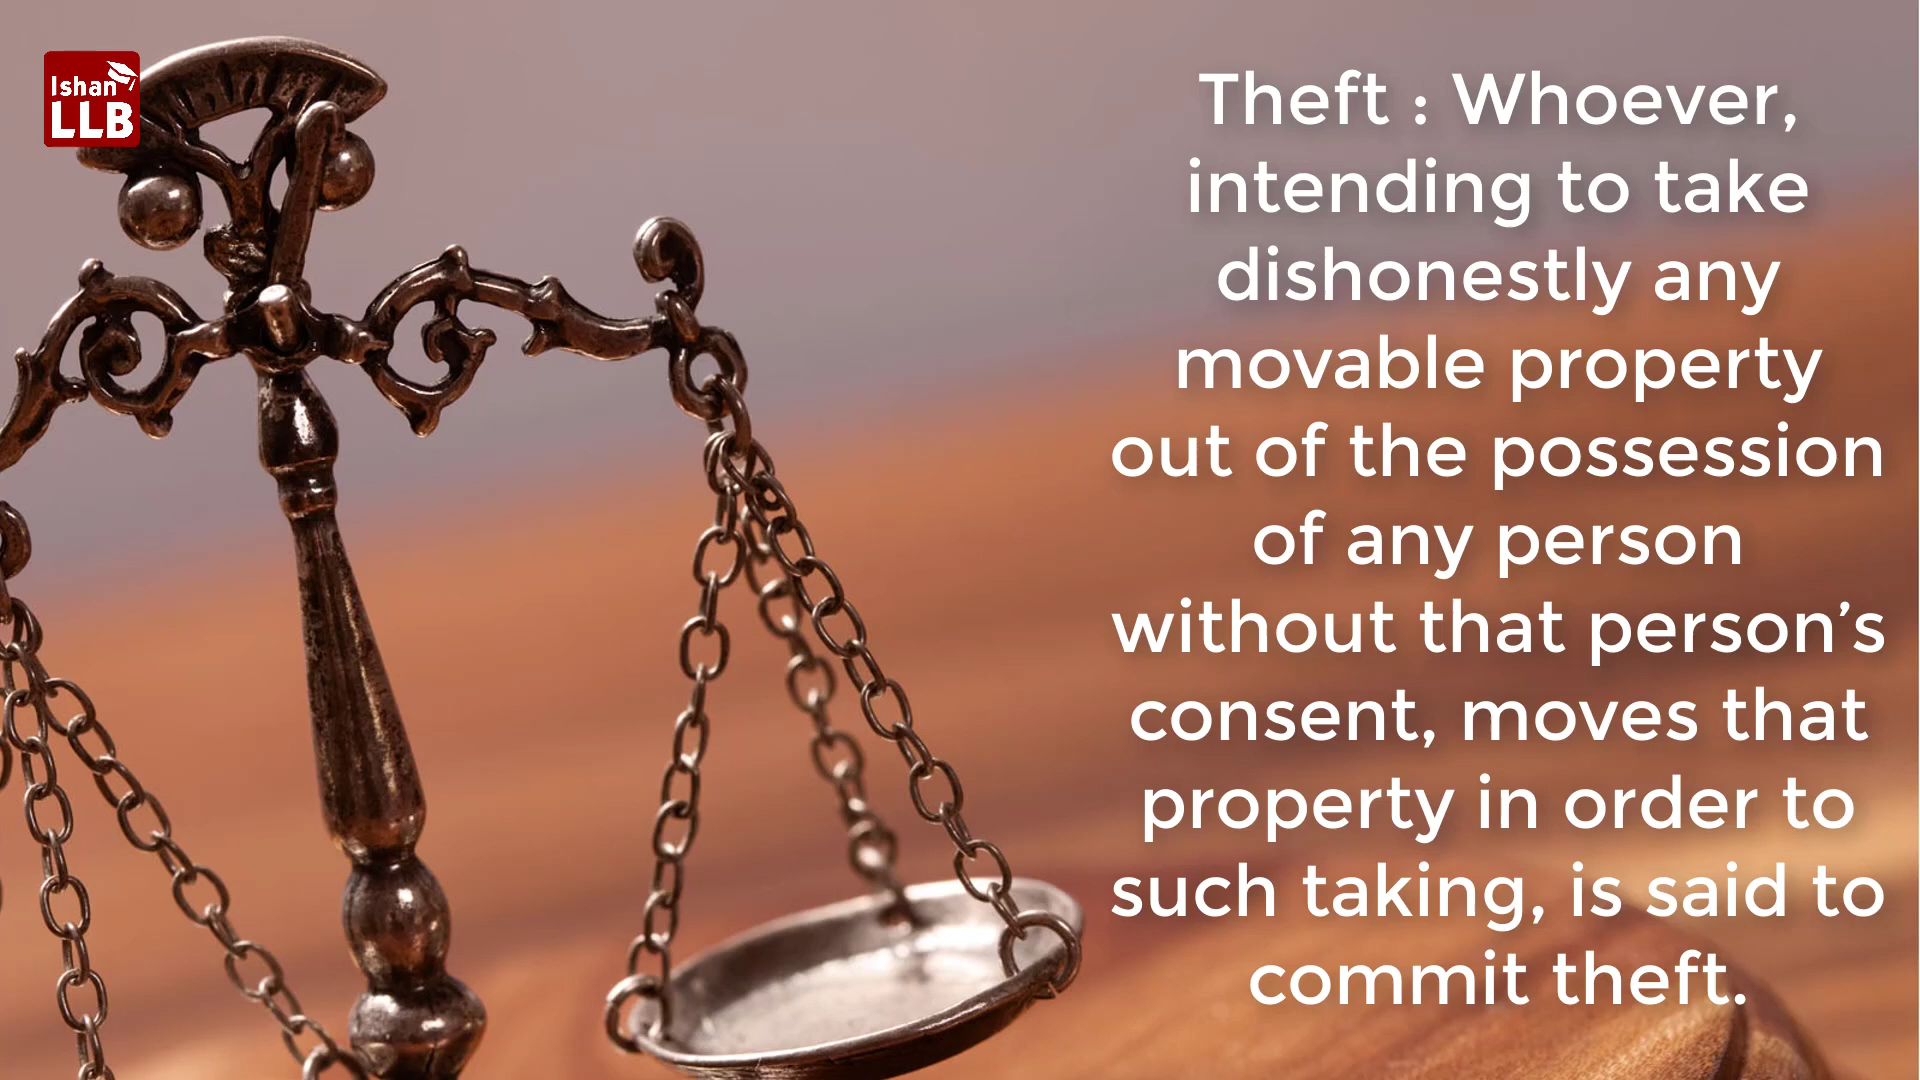 Ishan
LLB
Theft : Whoever,
intending to take
dishonestly any
movable property
out of the possession
of any person
without that person’s
consent, moves that
property in order to
such taking, is said to
commit theft.